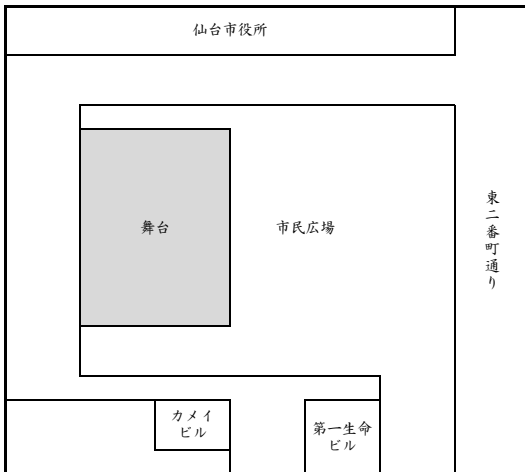 仙台市役所
舞台
市民広場
東二番町通り
カメイ
ビル
第一生命
ビル